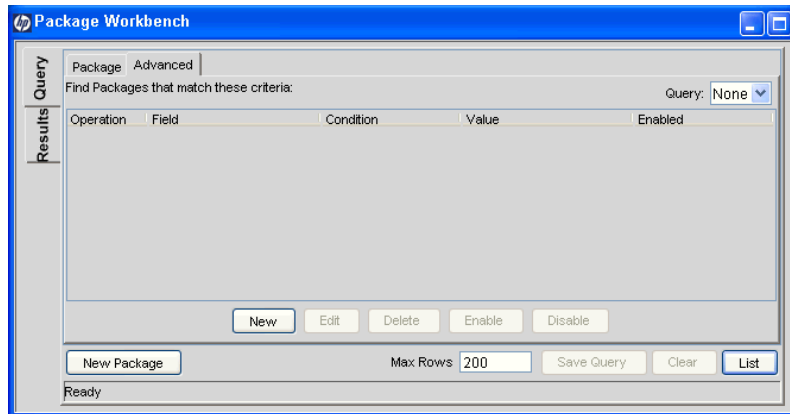 hp Package Workbench
Query
Results
Package Advanced
Find Packages that match these criteria:
Query: None
Operation Field Condition Value Enabled
New Edit Delete Enable Disable
New Package Max Rows 200 Save Query Clear List
Ready